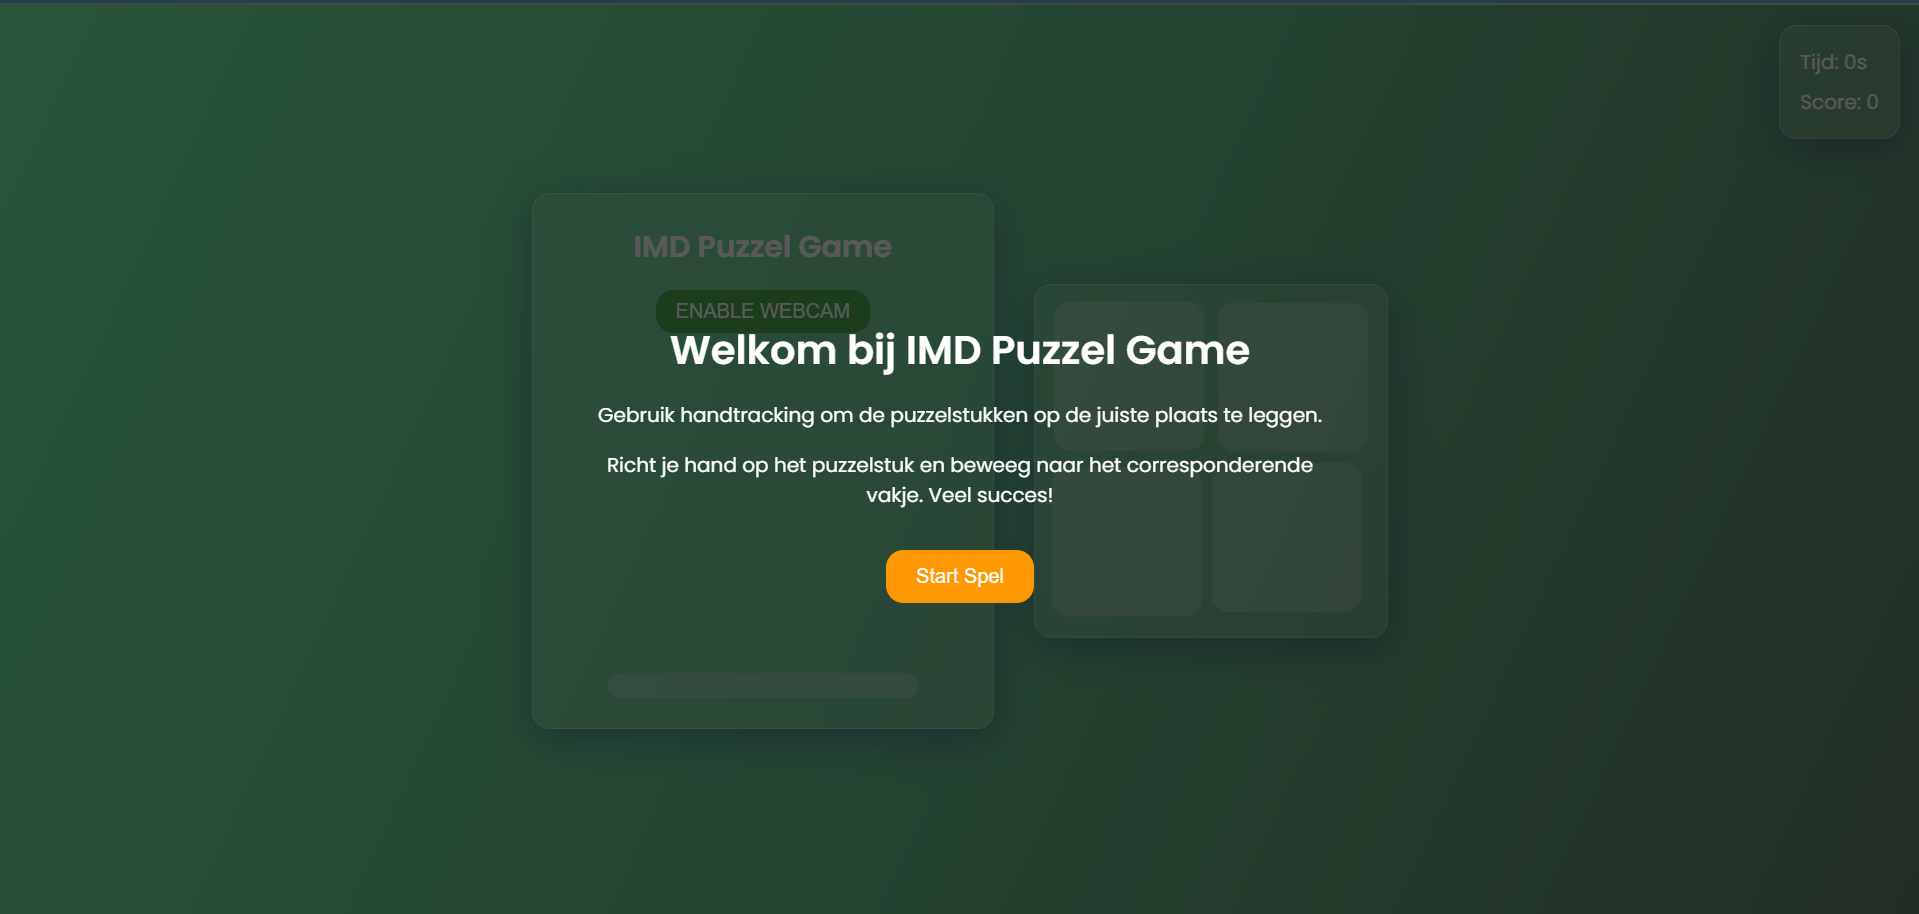 Tijd: 0s
Score: 0
IMD Puzzel Game
ENABLE WEBCAM
Welkom bij IMD Puzzel Game
Gebruik handtracking om de puzzelstukken op de juiste plaats te leggen.
Richt je hand op het puzzelstuk en beweeg naar het corresponderende
vakje. Veel succes!
Start Spel